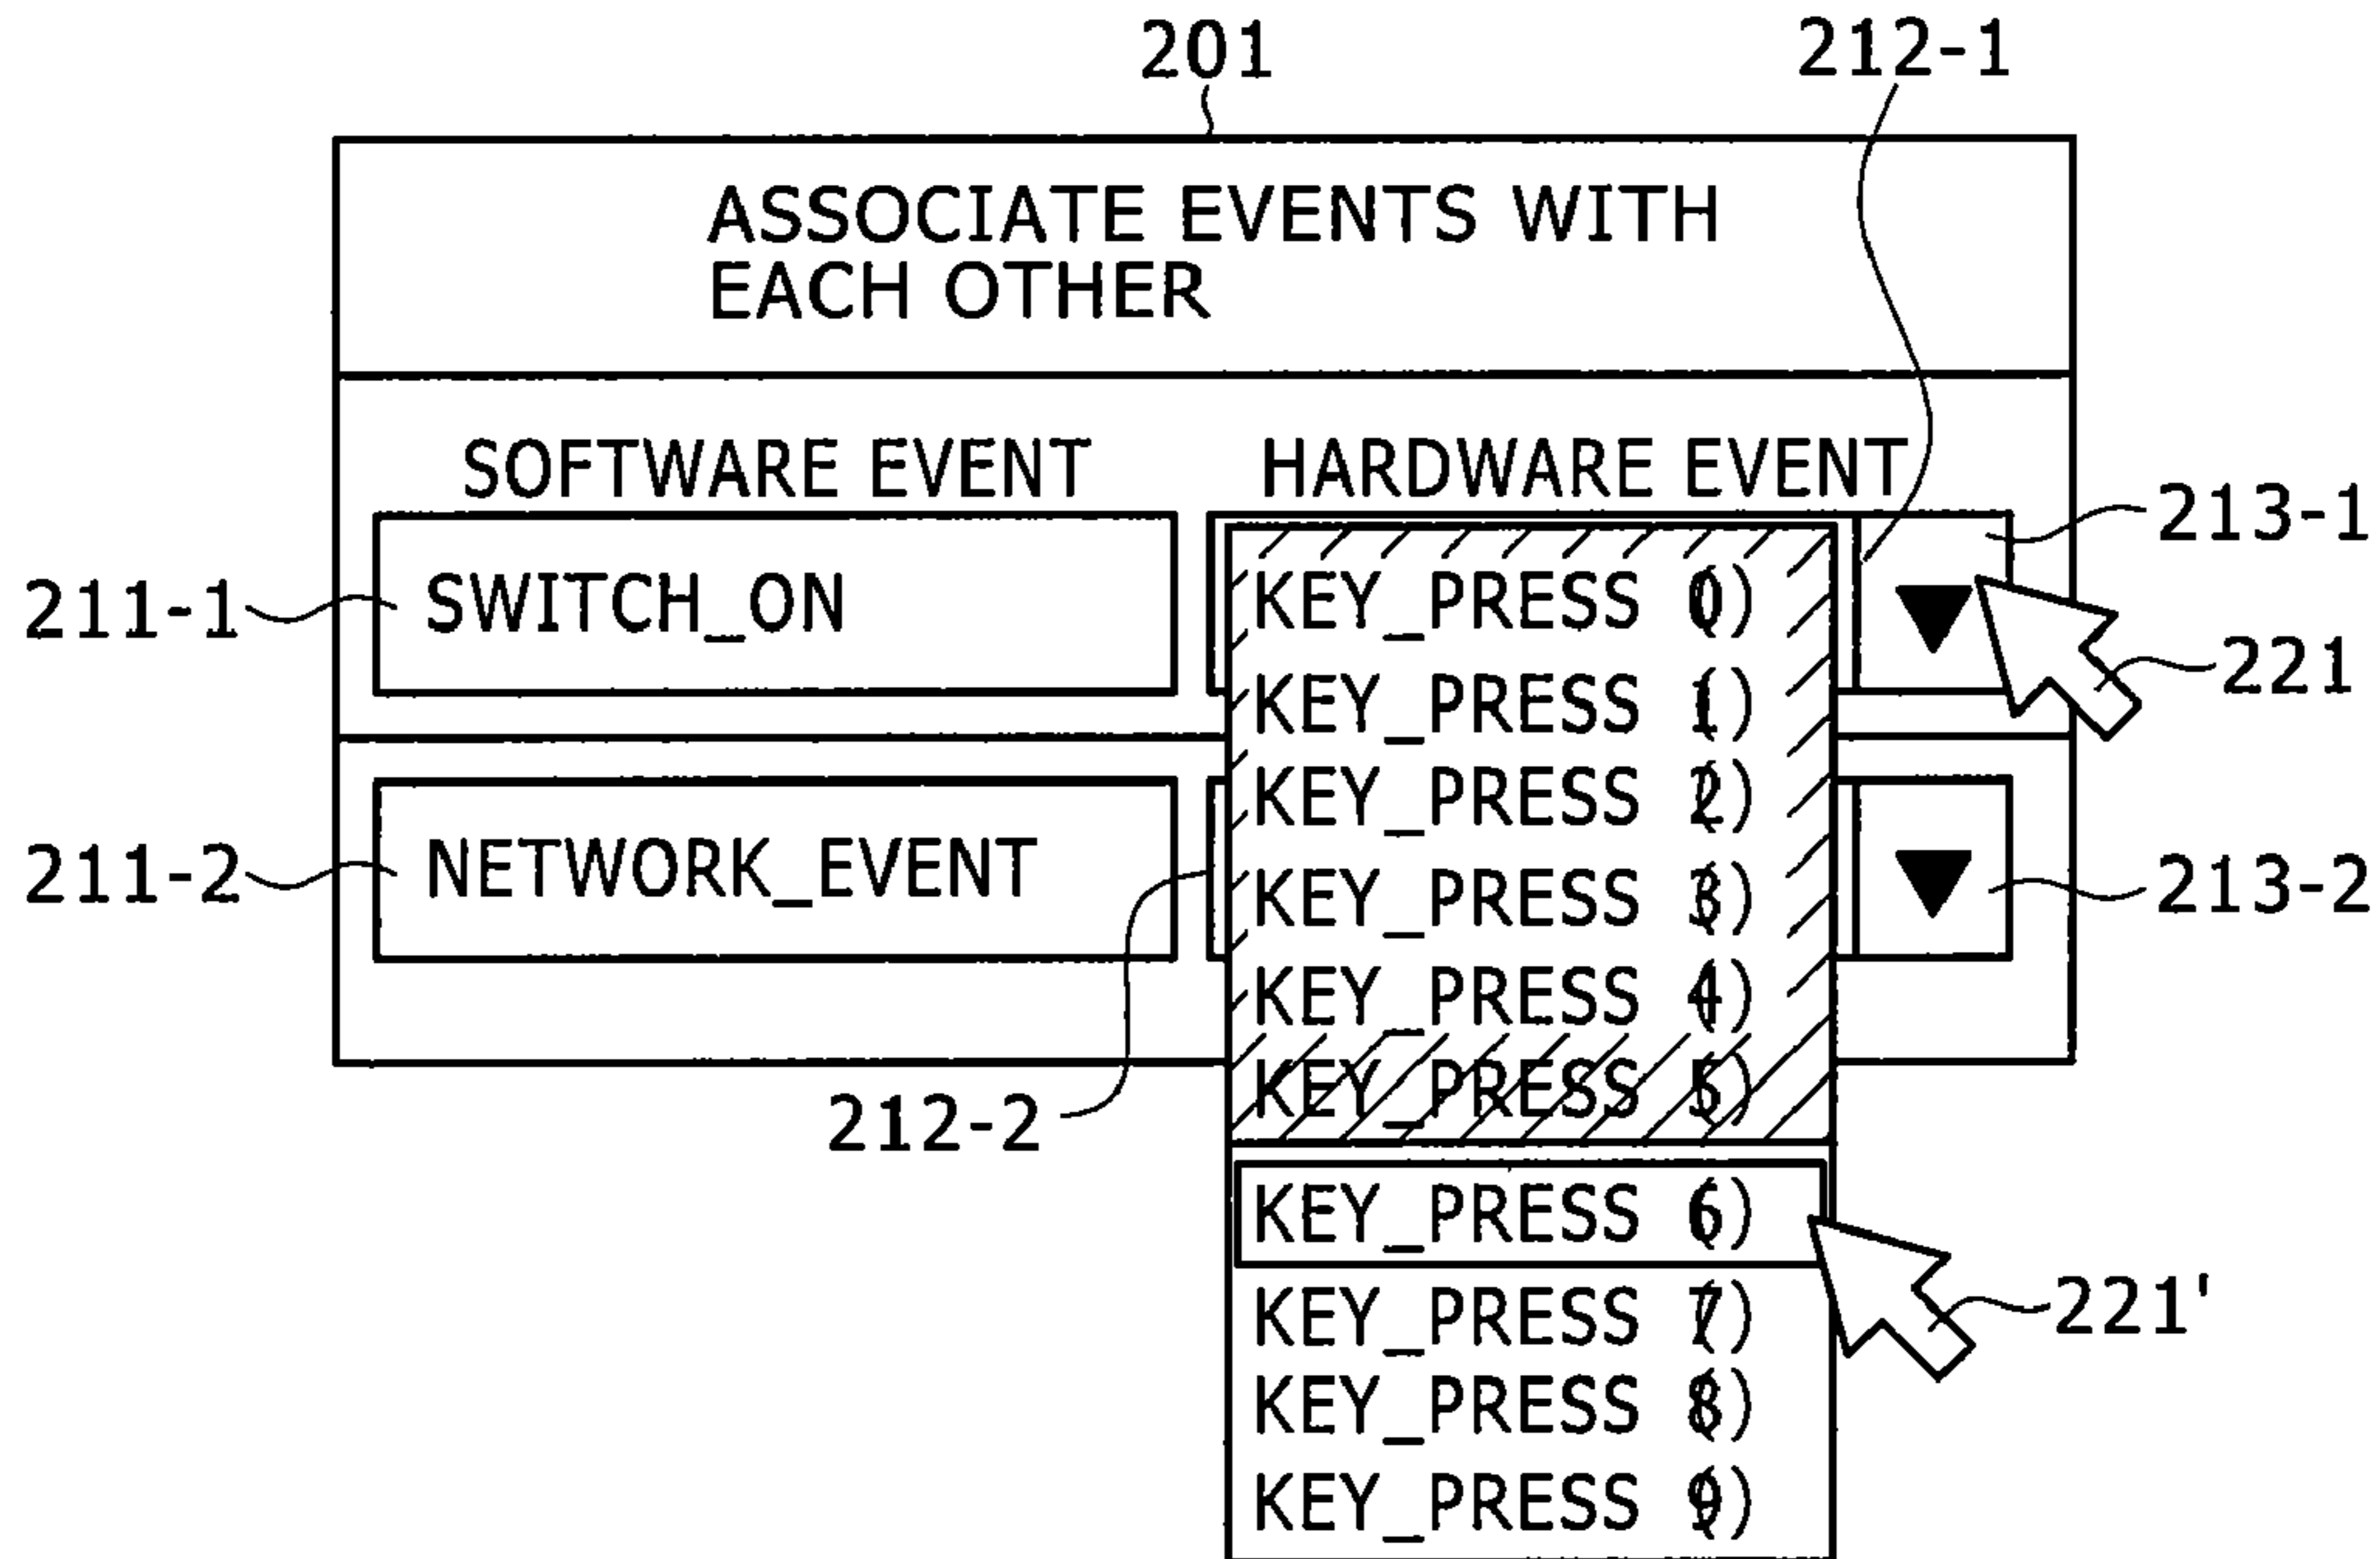 201
212-1
ASSOCIATE EVENTS WITH
EACH OTHER
SOFTWARE EVENT
HARDWARE EVENT
213-1
211-1
SWITCH_ON
KEY_PRESS (0)
221
KEY_PRESS (1)
KEY_PRESS (2)
211-2
NETWORK_EVENT
KEY_PRESS (3)
213-2
KEY_PRESS (4)
KEY_PRESS (5)
212-2
KEY_PRESS (6)
221'
KEY_PRESS (7)
KEY_PRESS (8)
KEY_PRESS (9)